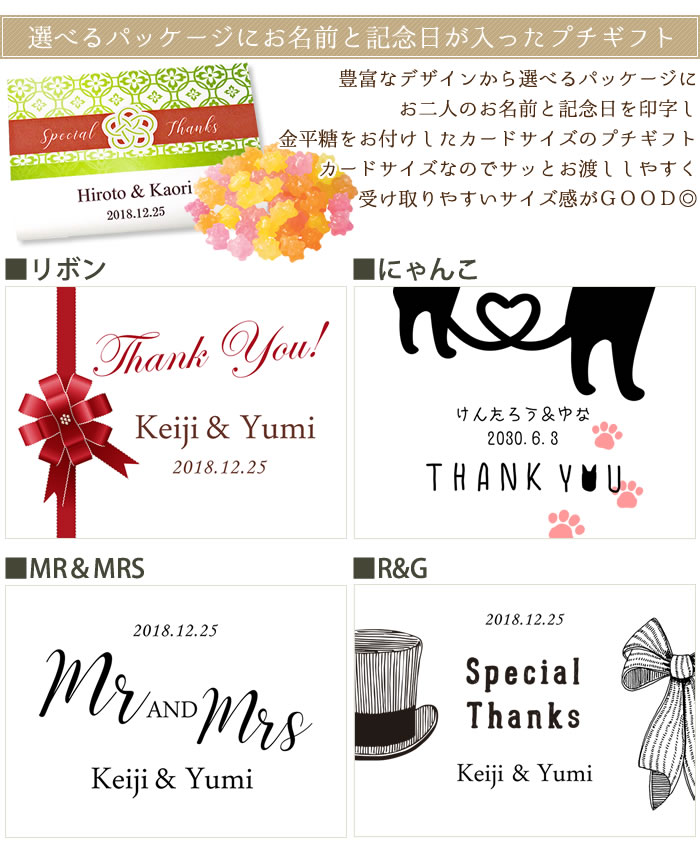 選べるパッケージにお名前と記念日が入ったプチギフト
豊富なデザインから選べるパッケージに
お二人のお名前と記念日を印字し
金平糖をお付けしたカードサイズのプチギフト
カードサイズなのでサッとお渡ししやすく
受け取りやすいサイズ感がＧＯＯＤ◎
Special Thanks
Hiroto & Kaori
2018.12.25
■リボン
Thank You!
Keiji & Yumi
2018.12.25
■にゃんこ
けんたろう&ゆな
2030.6.3
THANK YOU
■MR＆MRS
2018.12.25
Mr AND Mrs
Keiji & Yumi
■R&G
2018.12.25
Special
Thanks
Keiji & Yumi